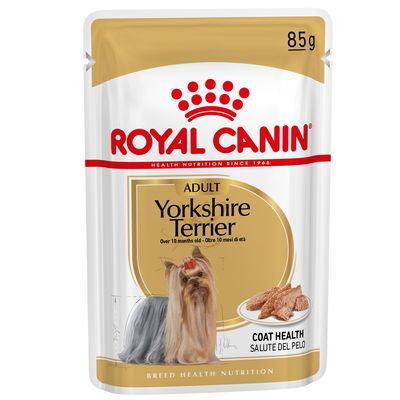 85g
ROYAL CANIN®
HEALTH NUTRITION SINCE 1968
ADULT
Yorkshire
Terrier
Over 10 months old - Oltre 10 mesi di età
COAT HEALTH
SALUTE DEL PELO
BREED HEALTH NUTRITION